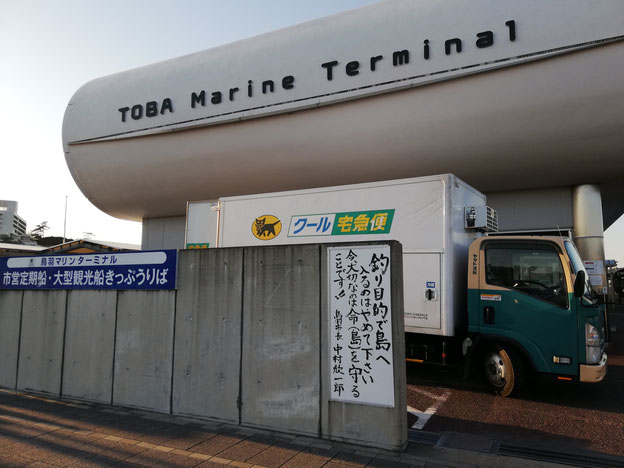 TOBA Marine Terminal
クール宅急便
鳥羽マリンターミナル
市営定期船・大型観光船きっぷうりば
釣り目的で島へ
入るのはやめて下さい
今、大切なのは命(島)を守る
ことです!!
鳥羽市長 中村欣一郎